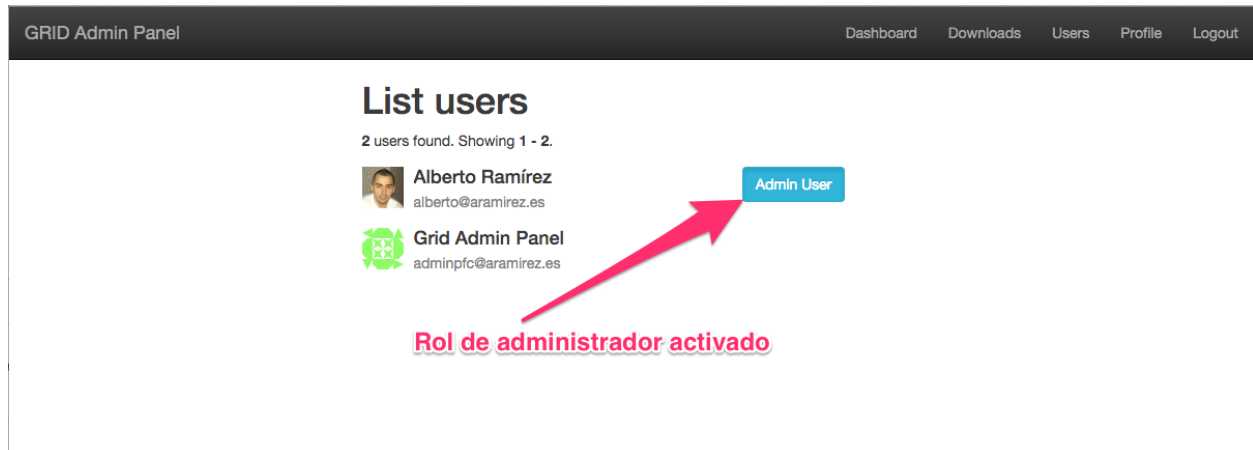 GRID Admin Panel Dashboard Downloads Users Profile Logout
List users
2 users found. Showing 1 - 2.
Alberto Ramírez
Admin User
alberto@aramirez.es
Grid Admin Panel
adminpfc@aramirez.es
Rol de administrador activado